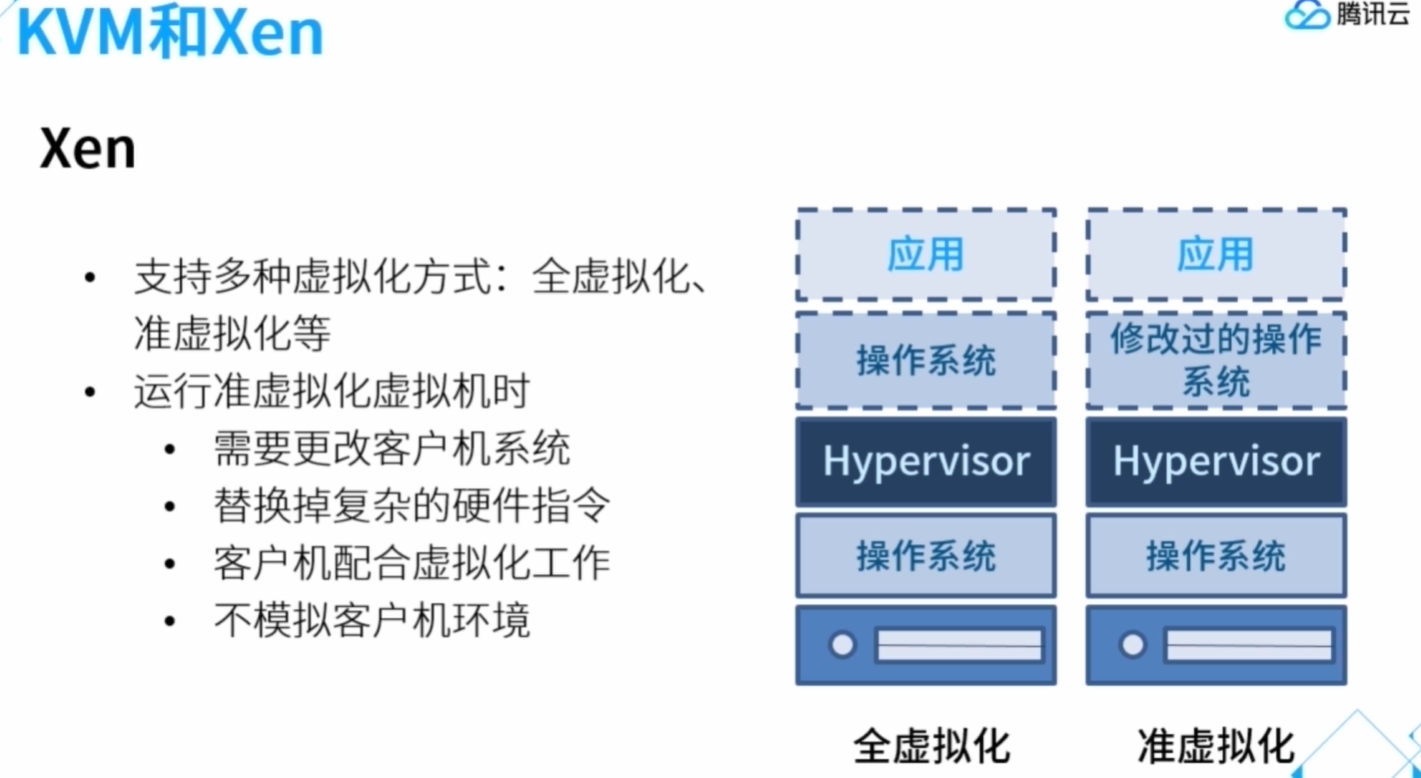 KVM和Xen
腾讯云
Xen
• 支持多种虚拟化方式：全虚拟化、
准虚拟化等
• 运行准虚拟化虚拟机时
• 需要更改客户机系统
• 替换掉复杂的硬件指令
• 客户机配合虚拟化工作
• 不模拟客户机环境
应用
操作系统
Hypervisor
操作系统
全虚拟化
应用
修改过的操作
系统
Hypervisor
操作系统
准虚拟化